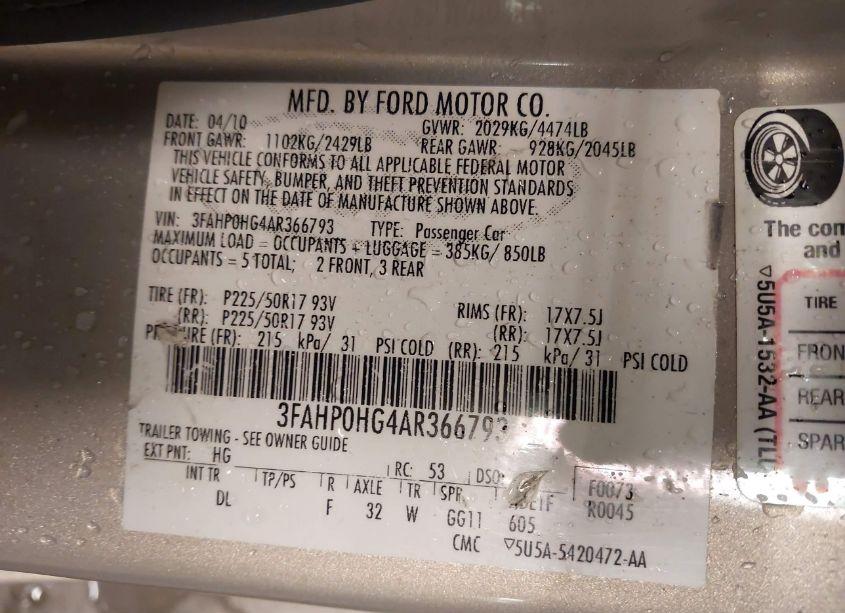 MFD. BY FORD MOTOR CO.
DATE: 04/10 GVWR: 2029KG/4474LB
FRONT GAWR: 1102KG/2429LB REAR GAWR: 928KG/2045LB
THIS VEHICLE CONFORMS TO ALL APPLICABLE FEDERAL MOTOR
VEHICLE SAFETY, BUMPER, AND THEFT PREVENTION STANDARDS
IN EFFECT ON THE DATE OF MANUFACTURE SHOWN ABOVE.
VIN: 3FAHP0HG4AR366793 TYPE: Passenger Car
MAXIMUM LOAD = OCCUPANTS + LUGGAGE = 385KG/ 850LB
OCCUPANTS = 5 TOTAL; 2 FRONT, 3 REAR
TIRE (FR): P225/50R17 93V RIMS (FR): 17X7.5J
(RR): P225/50R17 93V (RR): 17X7.5J
(FR): 215 kPa/ 31 PSI COLD (RR): 215 kPa/ 31 PSI COLD
3FAHP0HG4AR366793
TRAILER TOWING - SEE OWNER GUIDE
EXT PNT: HG RC: 53 DSO: F0073
INT TR TP/PS R AXLE TR SPR R0045
DL F 32 W GG11 605
CMC ▽5U5A-5420472-AA
The com
and
▽5U5A-1532-AA
TIRE
FRON
REAR
SPAR